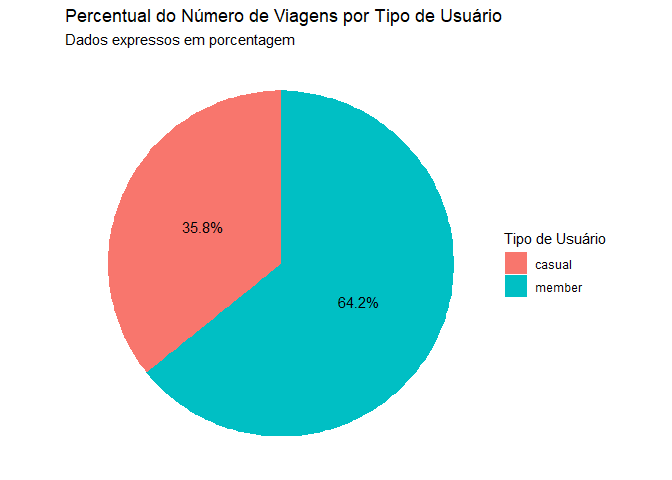 Percentual do Número de Viagens por Tipo de Usuário
Dados expressos em porcentagem
35.8%
64.2%
Tipo de Usuário
casual
member